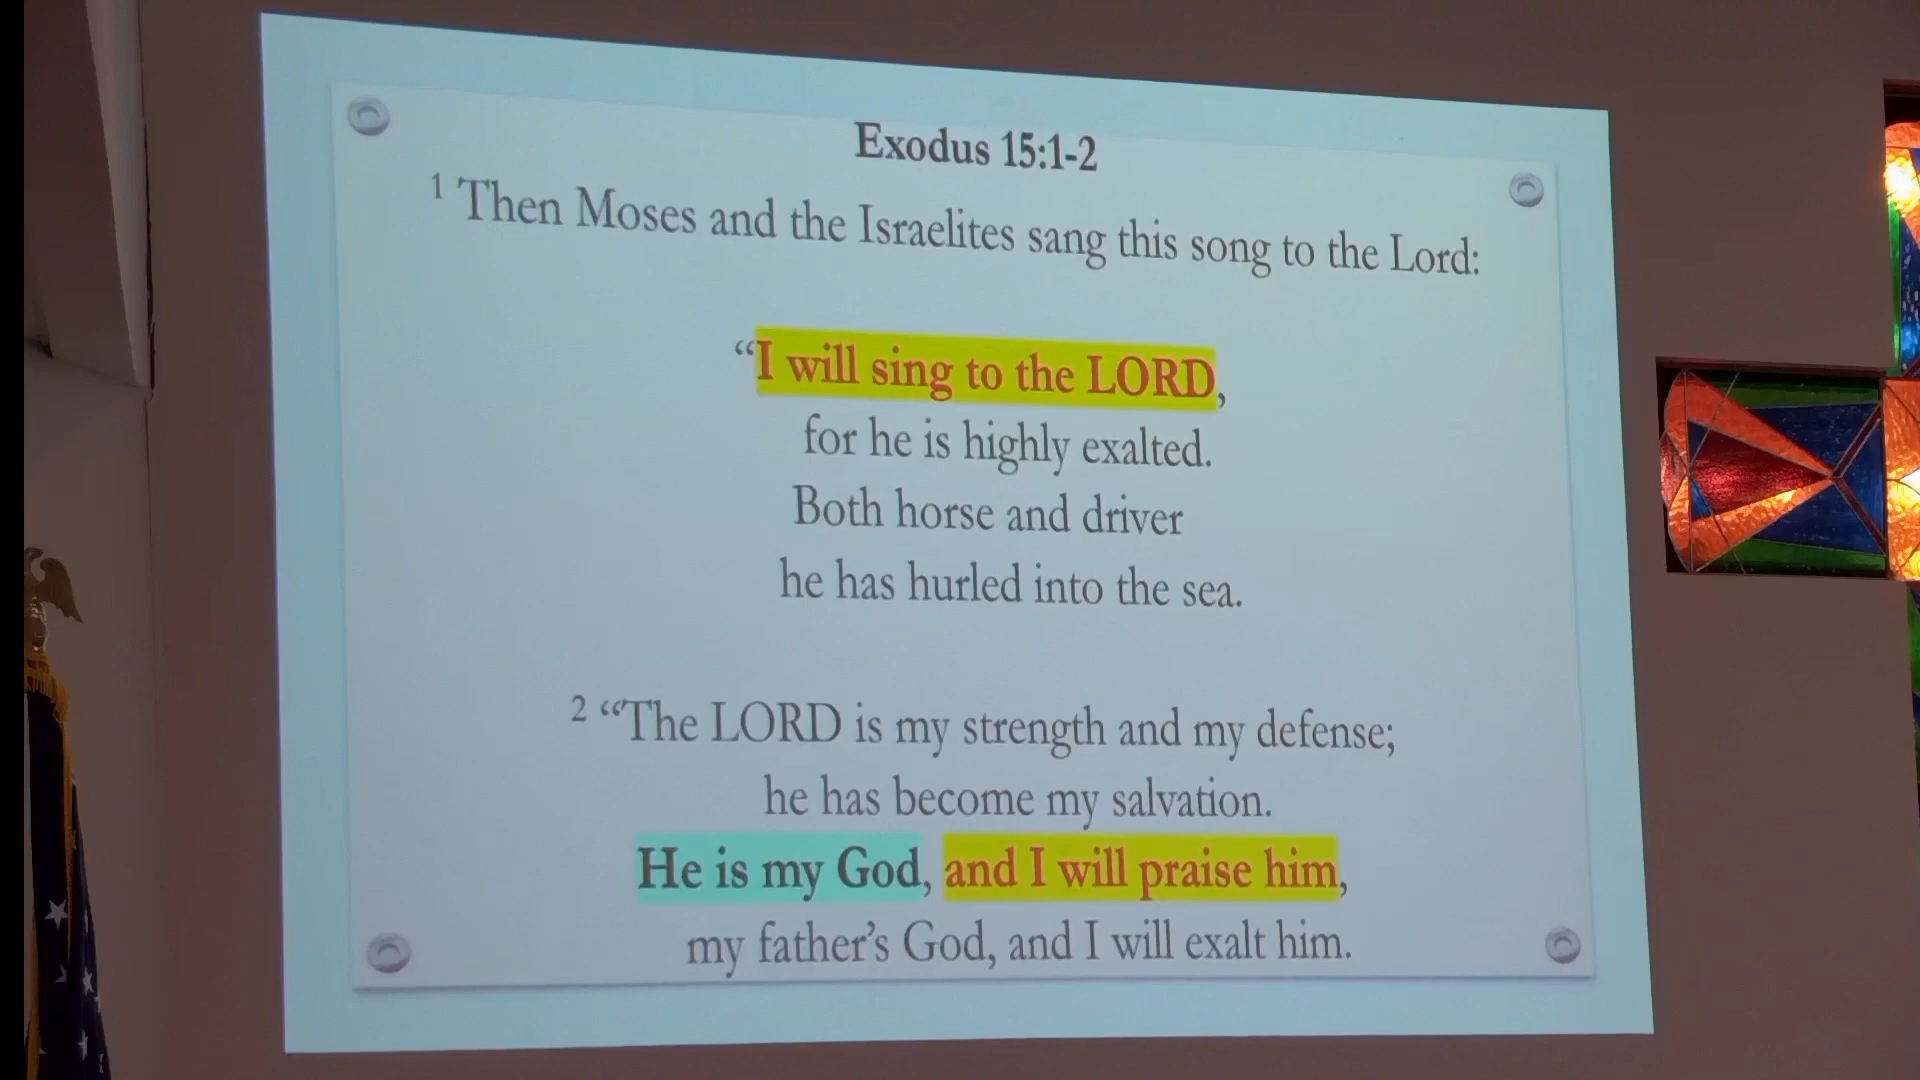 Exodus 15:1-2
1 Then Moses and the Israelites sang this song to the Lord:
“I will sing to the LORD,
for he is highly exalted.
Both horse and driver
he has hurled into the sea.
2 “The LORD is my strength and my defense;
he has become my salvation.
He is my God, and I will praise him,
my father’s God, and I will exalt him.